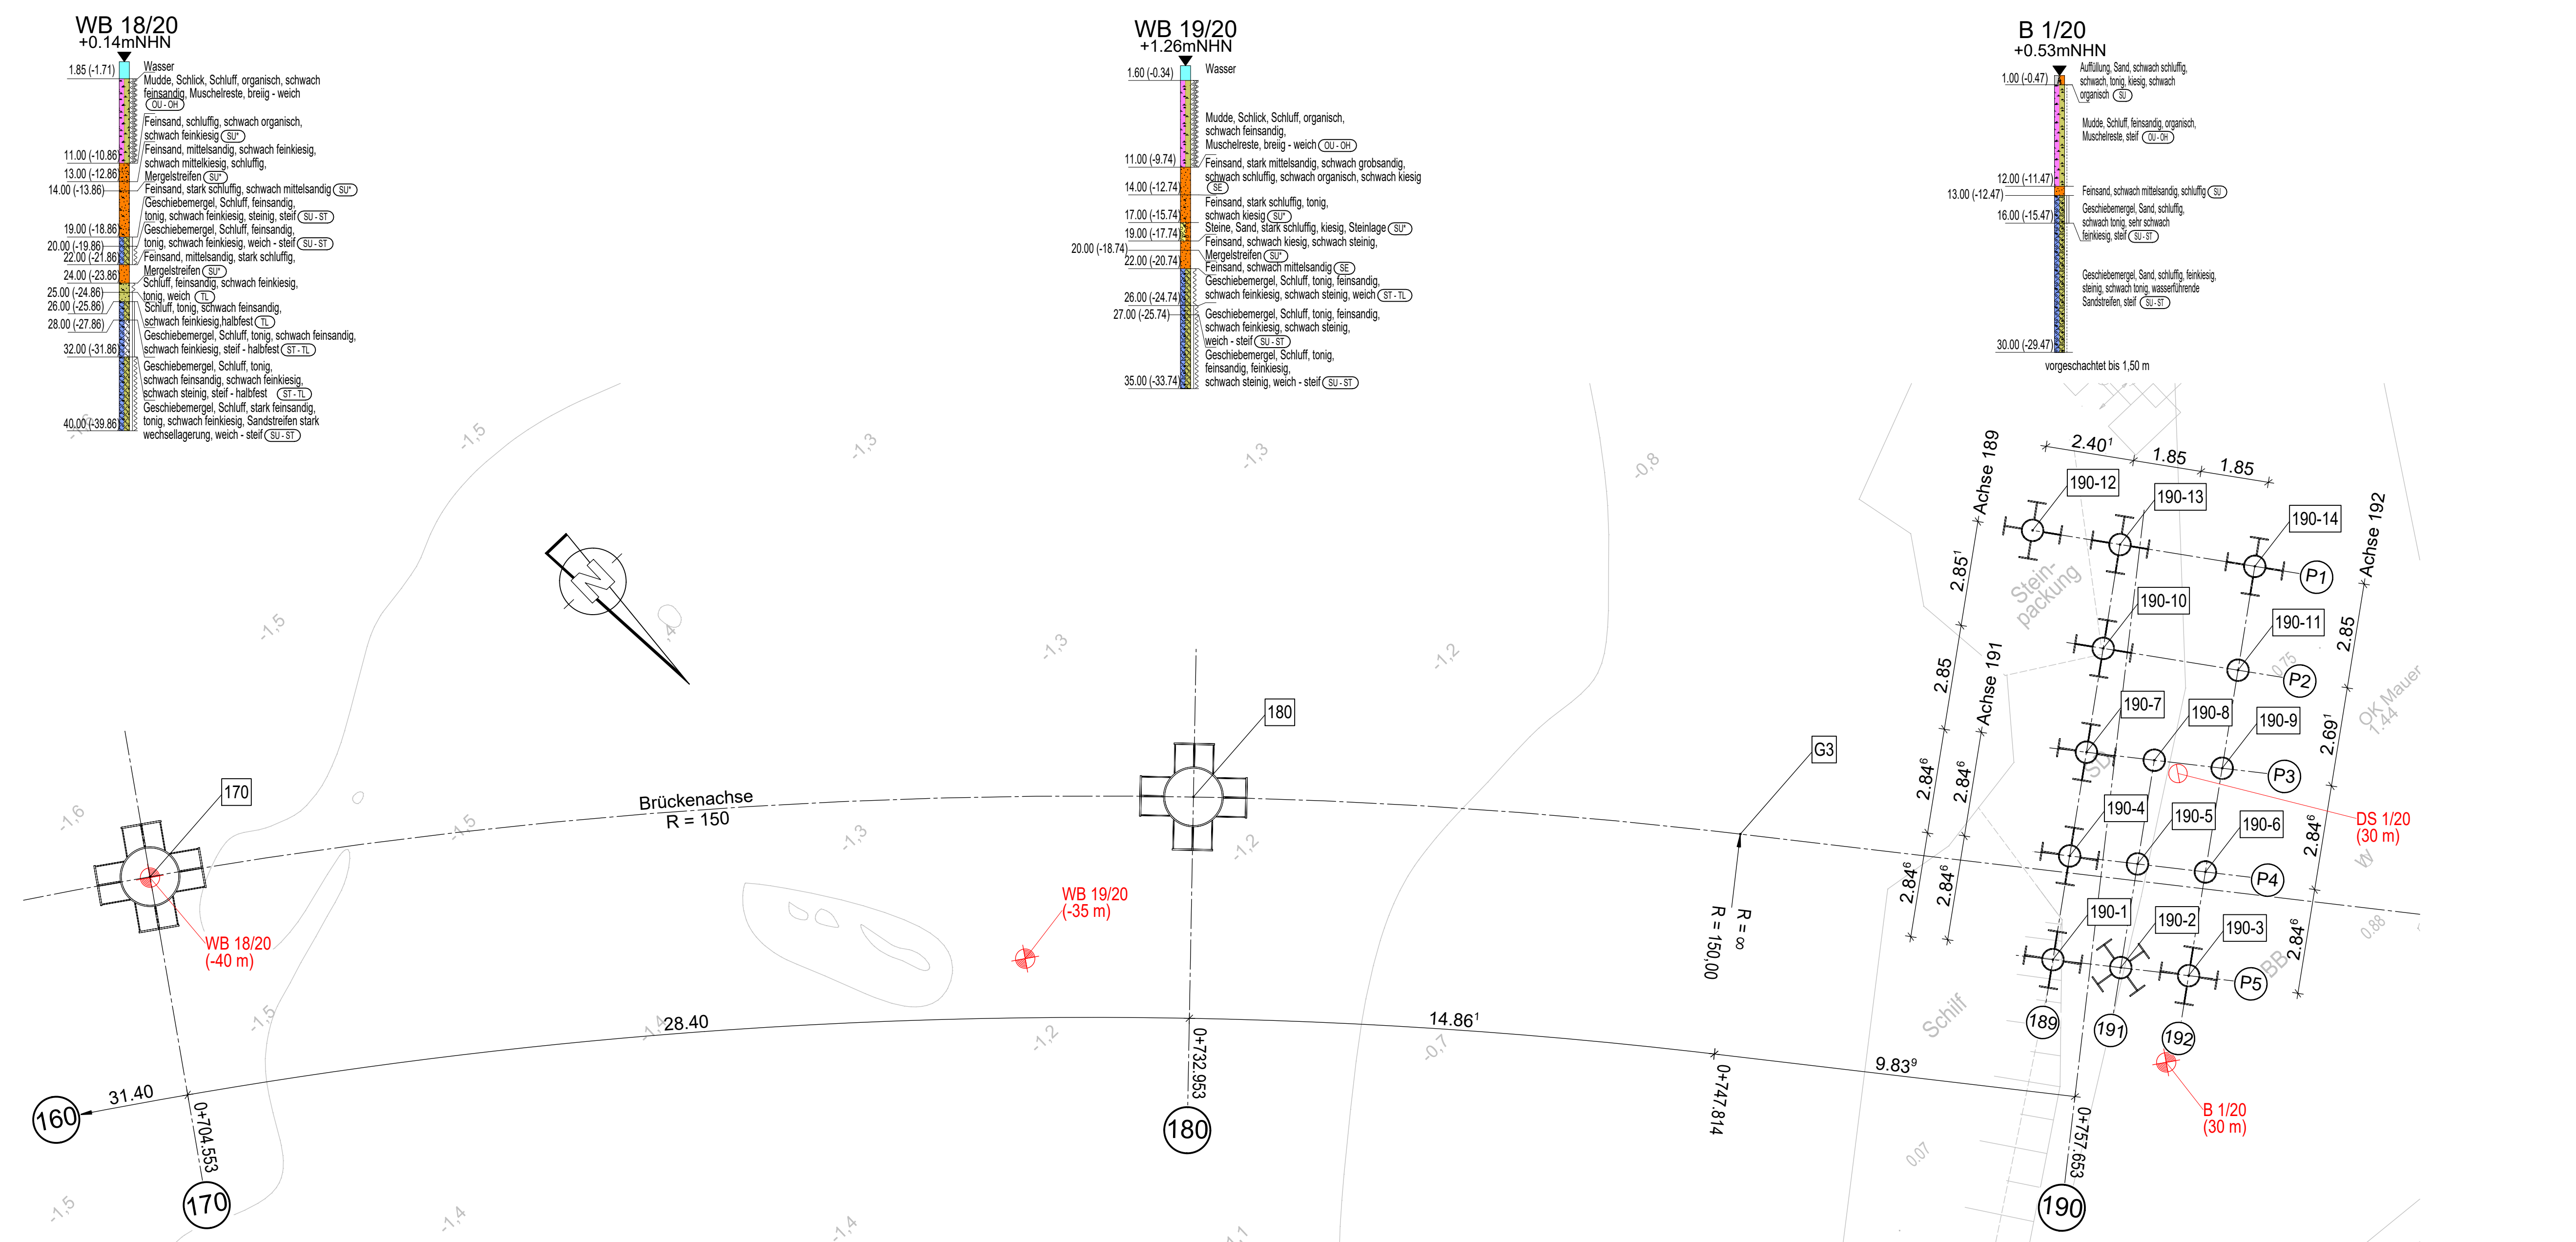 WB 18/20
+0.14mNHN
1.85 (-1.71)
11.00 (-10.86)
13.00 (-12.86)
14.00 (-13.86)
19.00 (-18.86)
20.00 (-19.86)
22.00 (-21.86)
24.00 (-23.86)
25.00 (-24.86)
26.00 (-25.86)
28.00 (-27.86)
32.00 (-31.86)
40.00 (-39.86)
Wasser
Mudde, Schlick, Schluff, organisch, schwach
feinsandig, Muschelreste, breiig - weich
OU - OH
Feinsand, schluffig, schwach organisch,
schwach feinkiesig SU*
Feinsand, mittelsandig, schwach feinkiesig,
schwach mittelkiesig, schluffig,
Mergelstreifen SU*
Feinsand, stark schluffig, schwach mittelsandig SU*
Geschiebemergel, Schluff, feinsandig,
tonig, schwach feinkiesig, steinig, steif SU - ST
Geschiebemergel, Schluff, feinsandig,
tonig, schwach feinkiesig, weich - steif SU - ST
Feinsand, mittelsandig, stark schluffig,
Mergelstreifen SU*
Schluff, feinsandig, schwach feinkiesig,
tonig, weich TL
Schluff, tonig, schwach feinsandig,
schwach feinkiesig,halbfest TL
Geschiebemergel, Schluff, tonig, schwach feinsandig,
schwach feinkiesig, steif - halbfest ST - TL
Geschiebemergel, Schluff, tonig,
schwach feinsandig, schwach feinkiesig,
schwach steinig, steif - halbfest ST - TL
Geschiebemergel, Schluff, stark feinsandig,
tonig, schwach feinkiesig, Sandstreifen stark
wechsellagerung, weich - steif SU - ST
WB 19/20
+1.26mNHN
1.60 (-0.34)
11.00 (-9.74)
14.00 (-12.74)
17.00 (-15.74)
19.00 (-17.74)
20.00 (-18.74)
22.00 (-20.74)
26.00 (-24.74)
27.00 (-25.74)
35.00 (-33.74)
Wasser
Mudde, Schlick, Schluff, organisch,
schwach feinsandig,
Muschelreste, breiig - weich OU - OH
Feinsand, stark mittelsandig, schwach grobsandig,
schwach schluffig, schwach organisch, schwach kiesig
SE
Feinsand, stark schluffig, tonig,
schwach kiesig SU*
Steine, Sand, stark schluffig, kiesig, Steinlage SU*
Feinsand, schwach kiesig, schwach steinig,
Mergelstreifen SU*
Feinsand, schwach mittelsandig SE
Geschiebemergel, Schluff, tonig, feinsandig,
schwach feinkiesig, schwach steinig, weich ST - TL
Geschiebemergel, Schluff, tonig, feinsandig,
schwach feinkiesig, schwach steinig,
weich - steif SU - ST
Geschiebemergel, Schluff, tonig,
feinsandig, feinkiesig,
schwach steinig, weich - steif SU - ST
B 1/20
+0.53mNHN
1.00 (-0.47)
12.00 (-11.47)
13.00 (-12.47)
16.00 (-15.47)
30.00 (-29.47)
Auffüllung, Sand, schwach schluffig,
schwach, tonig, kiesig, schwach
organisch SU
Mudde, Schluff, feinsandig, organisch,
Muschelreste, steif OU - OH
Feinsand, schwach mittelsandig, schluffig SU
Geschiebemergel, Sand, schluffig,
schwach tonig, sehr schwach
feinkiesig, steif SU - ST
Geschiebemergel, Sand, schluffig, feinkiesig,
steinig, schwach tonig, wasserführende
Sandstreifen, steif SU - ST
vorgeschachtet bis 1,50 m
-1,5
-1,3
-1,3
-0,8
-1,5
-1,3
-1,2
-1,6
-1,5
-1,3
-1,2
-1,5
-1,4
-1,2
-0,7
-1,5
-1,4
-1,4
N
170
WB 18/20
(-40 m)
Brückenachse
R = 150
180
WB 19/20
(-35 m)
G3
R = ∞
R = 150,00
160
31.40
0+704.553
170
28.40
0+732.953
180
14.86¹
0+747.814
9.83⁹
0+757.653
190
Achse 189
2.85¹
2.85
2.84⁶
2.84⁶
Achse 191
2.84⁶
2.84⁶
2.40¹
1.85
1.85
190-12
190-13
190-14
P1
190-10
190-11
P2
190-7
190-8
190-9
P3
190-4
190-5
190-6
P4
190-1
190-2
190-3
P5
189
191
192
Achse 192
2.85
2.69¹
2.84⁶
2.84⁶
DS 1/20
(30 m)
B 1/20
(30 m)
Stein-
packung
Schilf
OK Mauer
1.44
0.75
0.88
0.07
W
BB